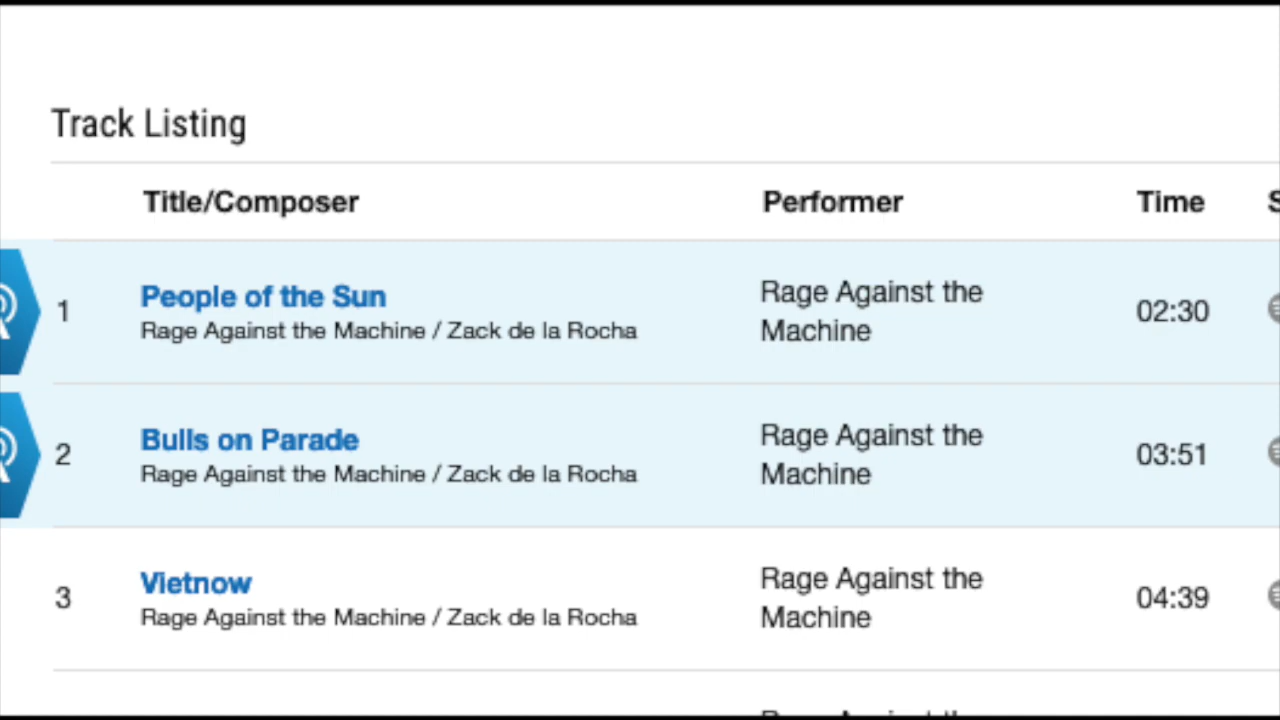 Track Listing
Title/Composer Performer Time
1 People of the Sun Rage Against the Machine 02:30
Rage Against the Machine / Zack de la Rocha
2 Bulls on Parade Rage Against the Machine 03:51
Rage Against the Machine / Zack de la Rocha
3 Vietnow Rage Against the Machine 04:39
Rage Against the Machine / Zack de la Rocha